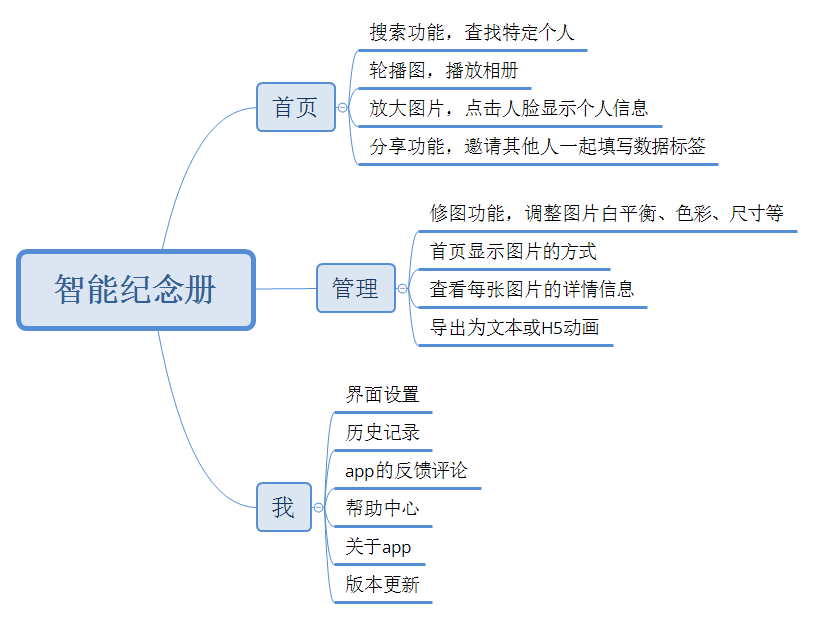 智能纪念册
首页
搜索功能，查找特定个人
轮播图，播放相册
放大图片，点击人脸显示个人信息
分享功能，邀请其他人一起填写数据标签
管理
修图功能，调整图片白平衡、色彩、尺寸等
首页显示图片的方式
查看每张图片的详情信息
导出为文本或H5动画
我
界面设置
历史记录
app的反馈评论
帮助中心
关于app
版本更新